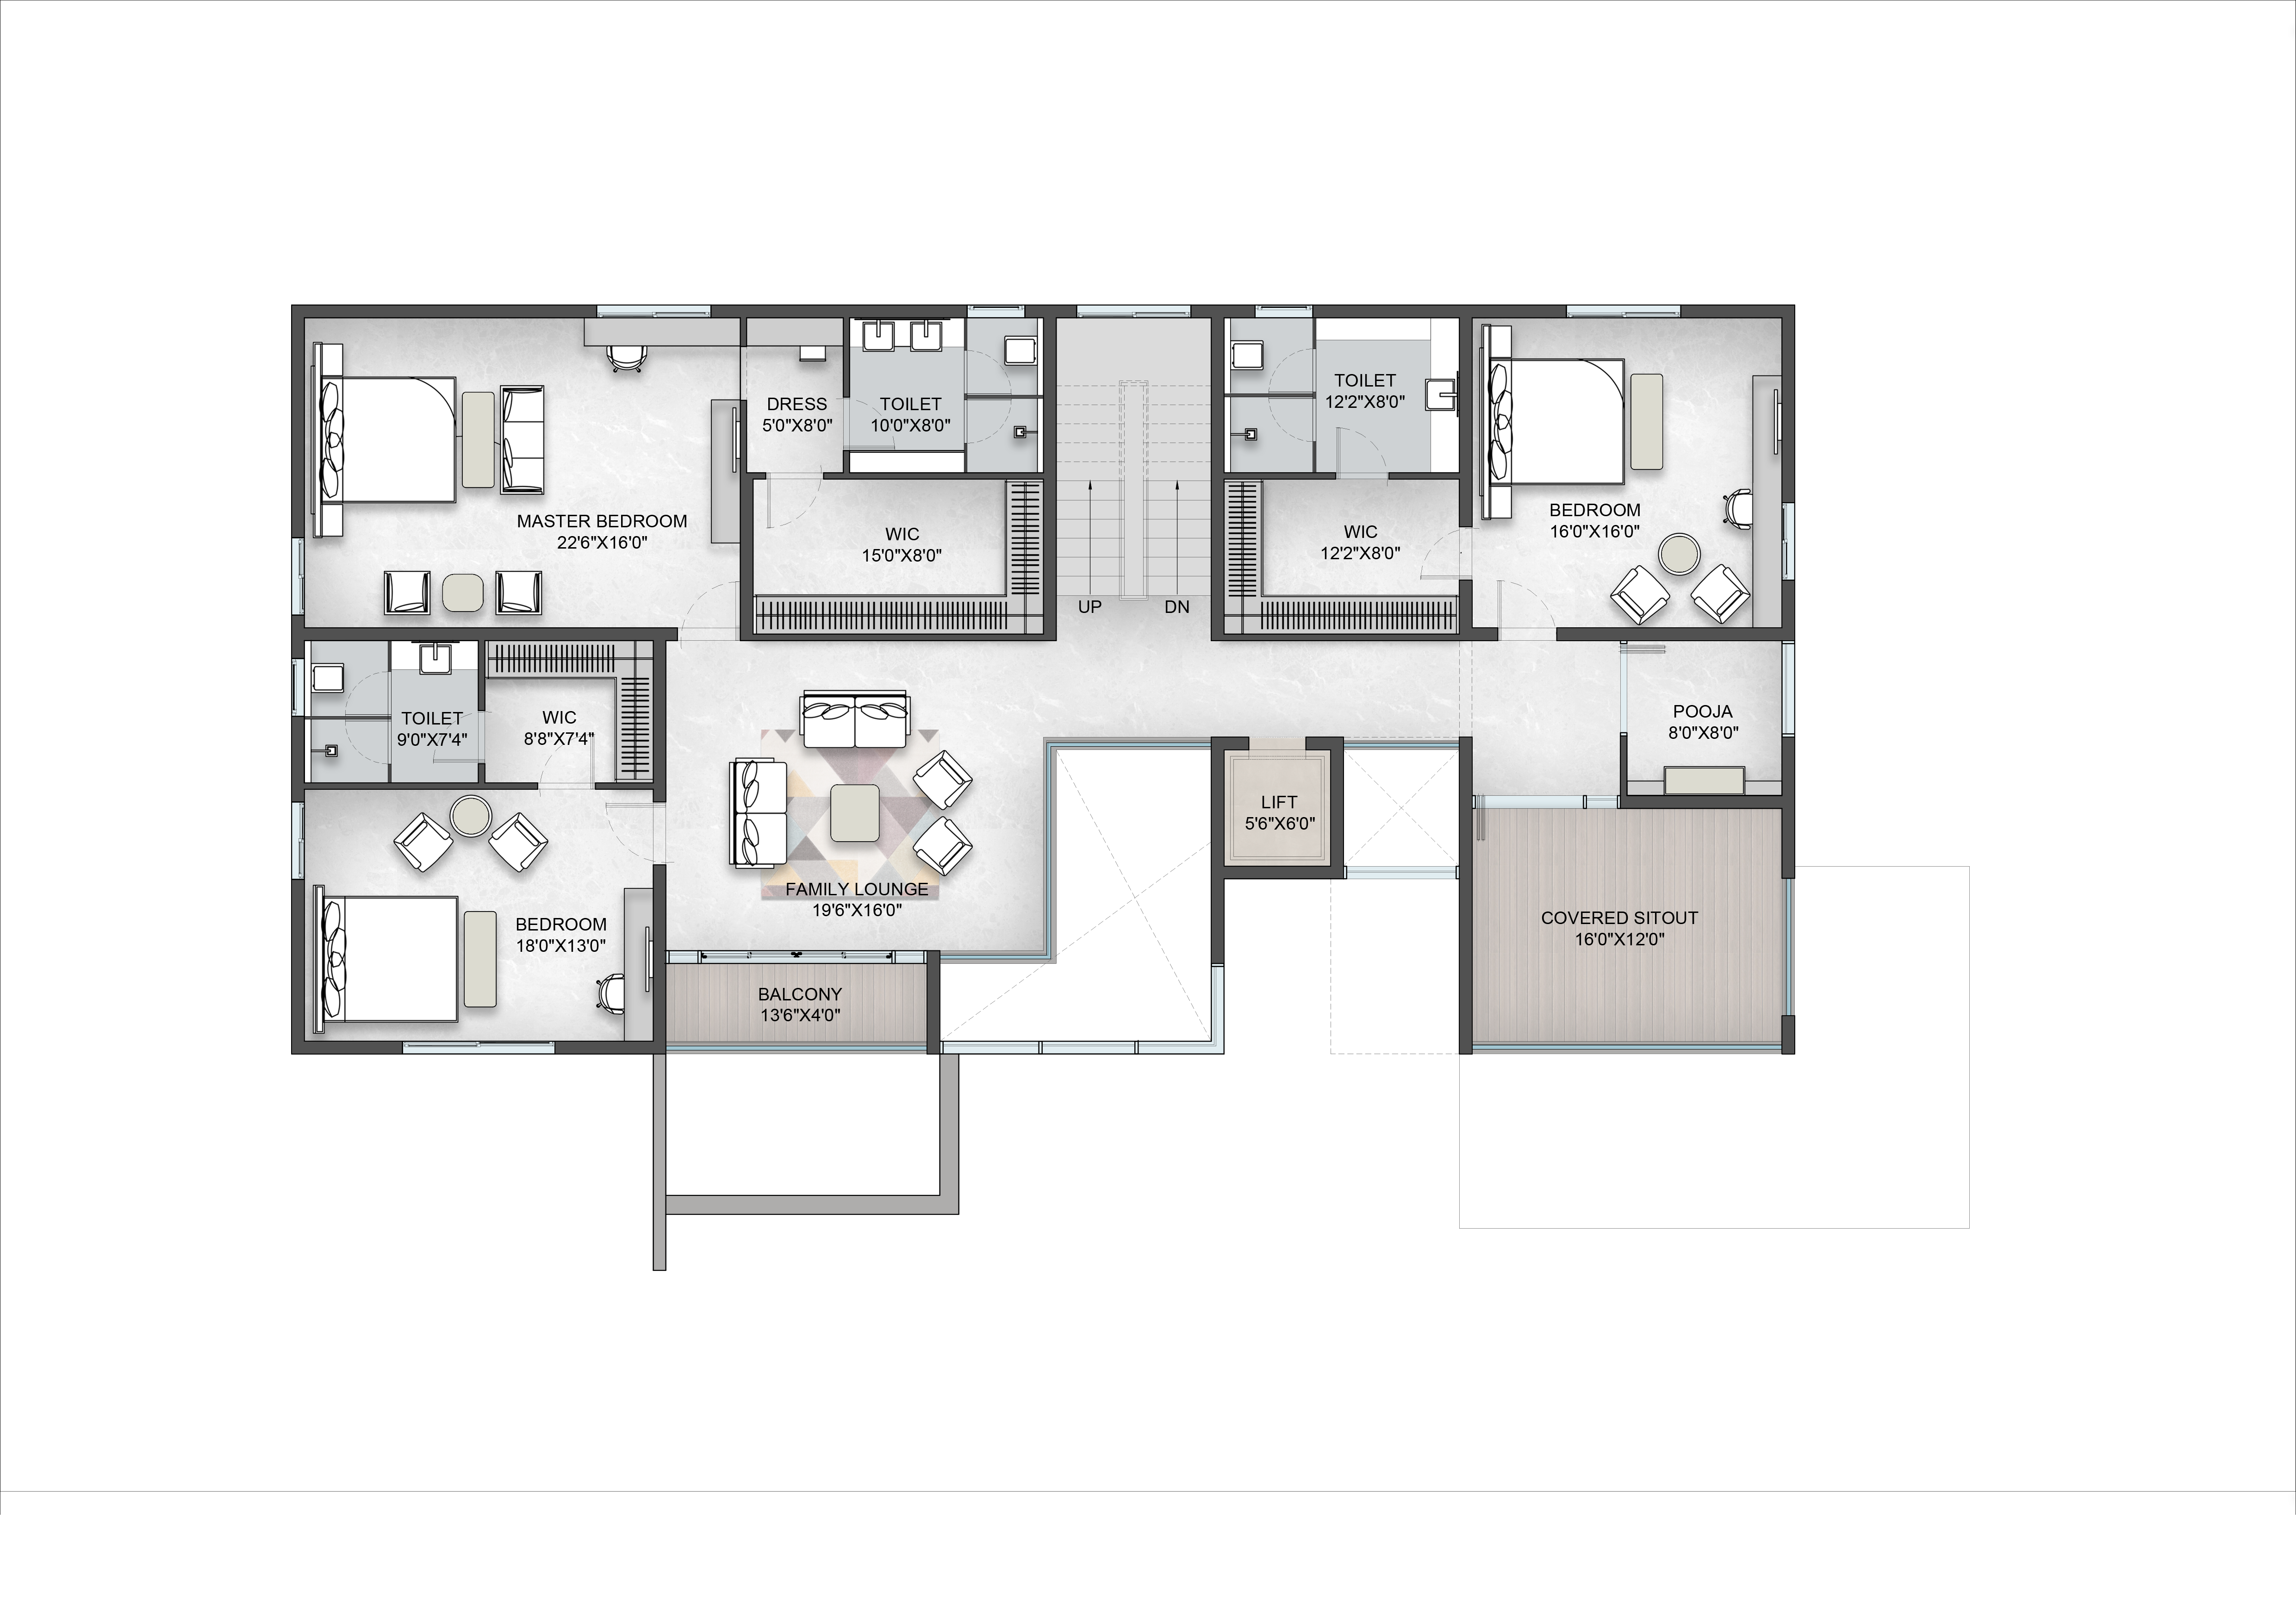 DRESS
5'0"X8'0"
TOILET
10'0"X8'0"
TOILET
12'2"X8'0"
MASTER BEDROOM
22'6"X16'0"
WIC
15'0"X8'0"
WIC
12'2"X8'0"
BEDROOM
16'0"X16'0"
UP
DN
TOILET
9'0"X7'4"
WIC
8'8"X7'4"
POOJA
8'0"X8'0"
LIFT
5'6"X6'0"
FAMILY LOUNGE
19'6"X16'0"
BEDROOM
18'0"X13'0"
COVERED SITOUT
16'0"X12'0"
BALCONY
13'6"X4'0"